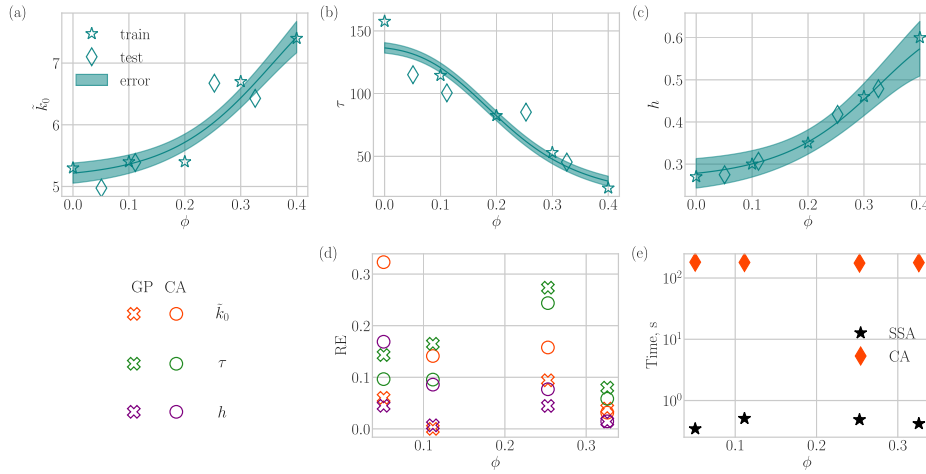 (a)
train
test
error
k̃₀
7
6
5
0.0 0.1 0.2 0.3 0.4
ϕ
(b)
τ
150
100
50
0.0 0.1 0.2 0.3 0.4
ϕ
(c)
h
0.6
0.5
0.4
0.3
0.0 0.1 0.2 0.3 0.4
ϕ
GP CA
k̃₀
τ
h
(d)
RE
0.3
0.2
0.1
0.0
0.1 0.2 0.3
ϕ
(e)
Time, s
10²
10¹
10⁰
SSA
CA
0.1 0.2 0.3
ϕ